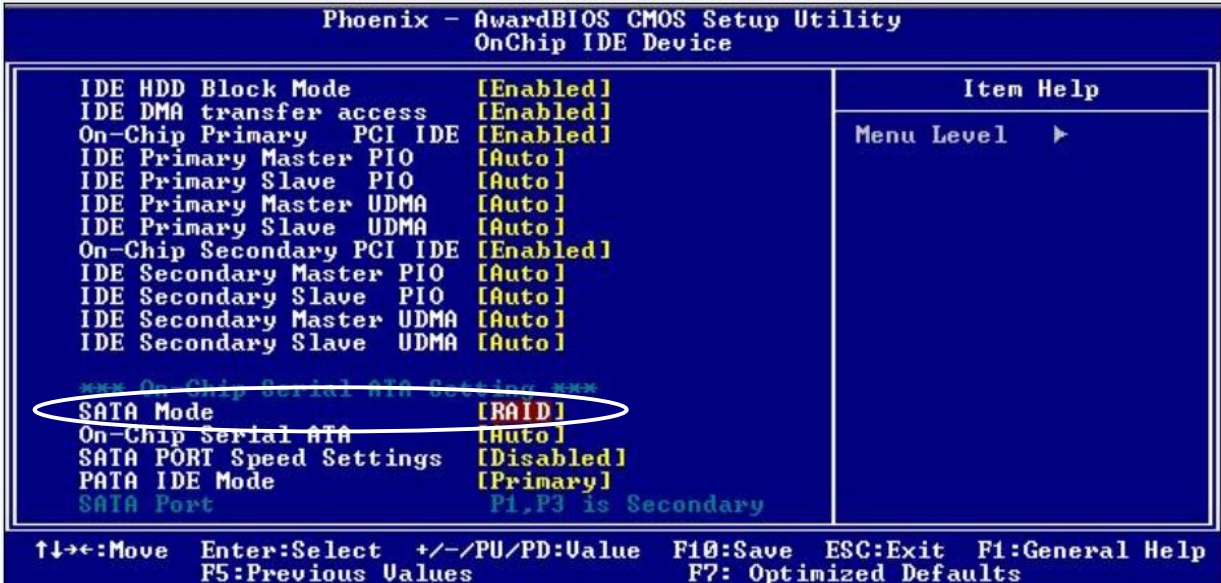 Phoenix - AwardBIOS CMOS Setup Utility
OnChip IDE Device
IDE HDD Block Mode [Enabled]
IDE DMA transfer access [Enabled]
On-Chip Primary PCI IDE [Enabled]
IDE Primary Master PIO [Auto]
IDE Primary Slave PIO [Auto]
IDE Primary Master UDMA [Auto]
IDE Primary Slave UDMA [Auto]
On-Chip Secondary PCI IDE [Enabled]
IDE Secondary Master PIO [Auto]
IDE Secondary Slave PIO [Auto]
IDE Secondary Master UDMA [Auto]
IDE Secondary Slave UDMA [Auto]
*** On-Chip Serial ATA Setting ***
SATA Mode [RAID]
On-Chip Serial ATA [Auto]
SATA PORT Speed Settings [Disabled]
PATA IDE Mode [Primary]
SATA Port P1,P3 is Secondary
Item Help
Menu Level ▶
↑↓→←:Move Enter:Select +/-/PU/PD:Value F10:Save ESC:Exit F1:General Help
F5:Previous Values F7: Optimized Defaults